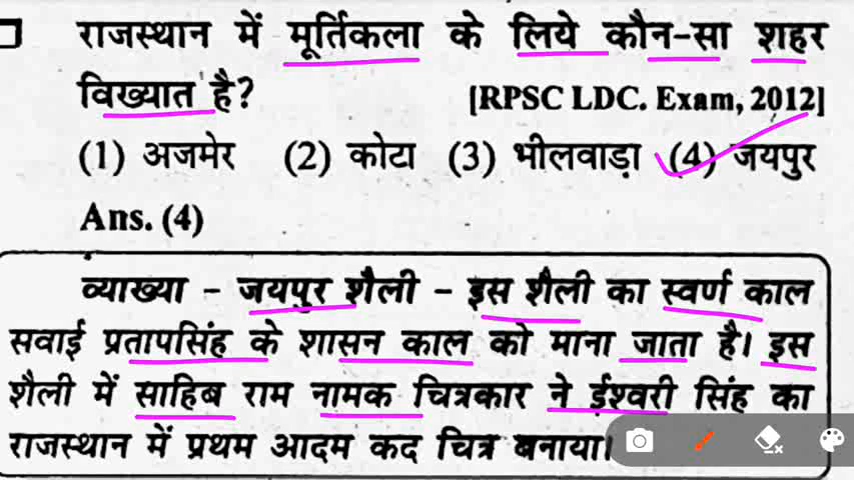 राजस्थान में मूर्तिकला के लिये कौन-सा शहर
विख्यात है? [RPSC LDC. Exam, 2012]
(1) अजमेर (2) कोटा (3) भीलवाड़ा (4) जयपुर
Ans. (4)
व्याख्या - जयपुर शैली - इस शैली का स्वर्ण काल
सवाई प्रतापसिंह के शासन काल को माना जाता है। इस
शैली में साहिब राम नामक चित्रकार ने ईश्वरी सिंह का
राजस्थान में प्रथम आदम कद चित्र बनाया।